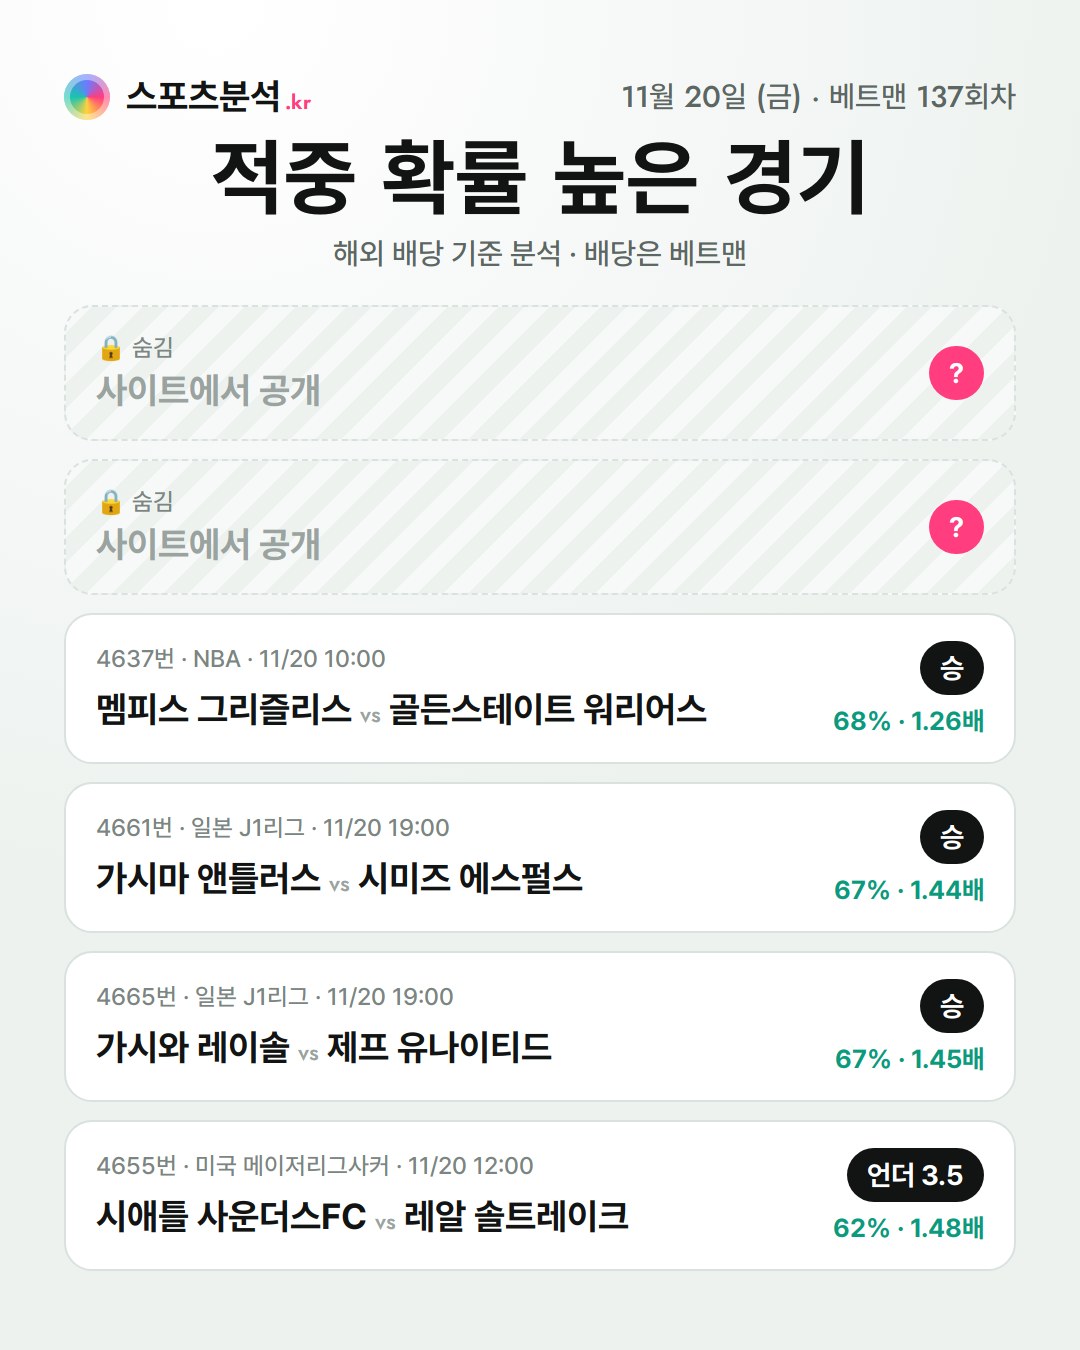 스포츠분석.kr
11월 20일 (금) · 베트맨 137회차
적중 확률 높은 경기
해외 배당 기준 분석 · 배당은 베트맨
🔒 숨김
사이트에서 공개
?
🔒 숨김
사이트에서 공개
?
4637번 · NBA · 11/20 10:00
멤피스 그리즐리스 vs 골든스테이트 워리어스
승
68% · 1.26배
4661번 · 일본 J1리그 · 11/20 19:00
가시마 앤틀러스 vs 시미즈 에스펄스
승
67% · 1.44배
4665번 · 일본 J1리그 · 11/20 19:00
가시와 레이솔 vs 제프 유나이티드
승
67% · 1.45배
4655번 · 미국 메이저리그사커 · 11/20 12:00
시애틀 사운더스FC vs 레알 솔트레이크
언더 3.5
62% · 1.48배